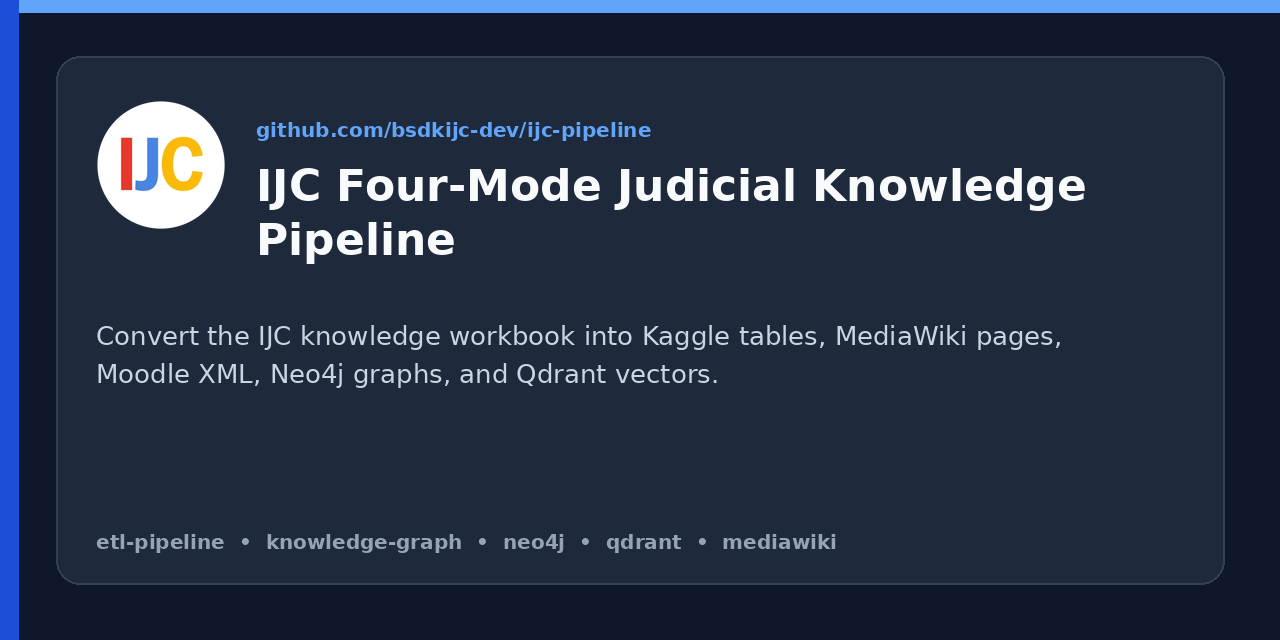 IJC
github.com/bsdkijc-dev/ijc-pipeline
IJC Four-Mode Judicial Knowledge
Pipeline
Convert the IJC knowledge workbook into Kaggle tables, MediaWiki pages,
Moodle XML, Neo4j graphs, and Qdrant vectors.
etl-pipeline • knowledge-graph • neo4j • qdrant • mediawiki